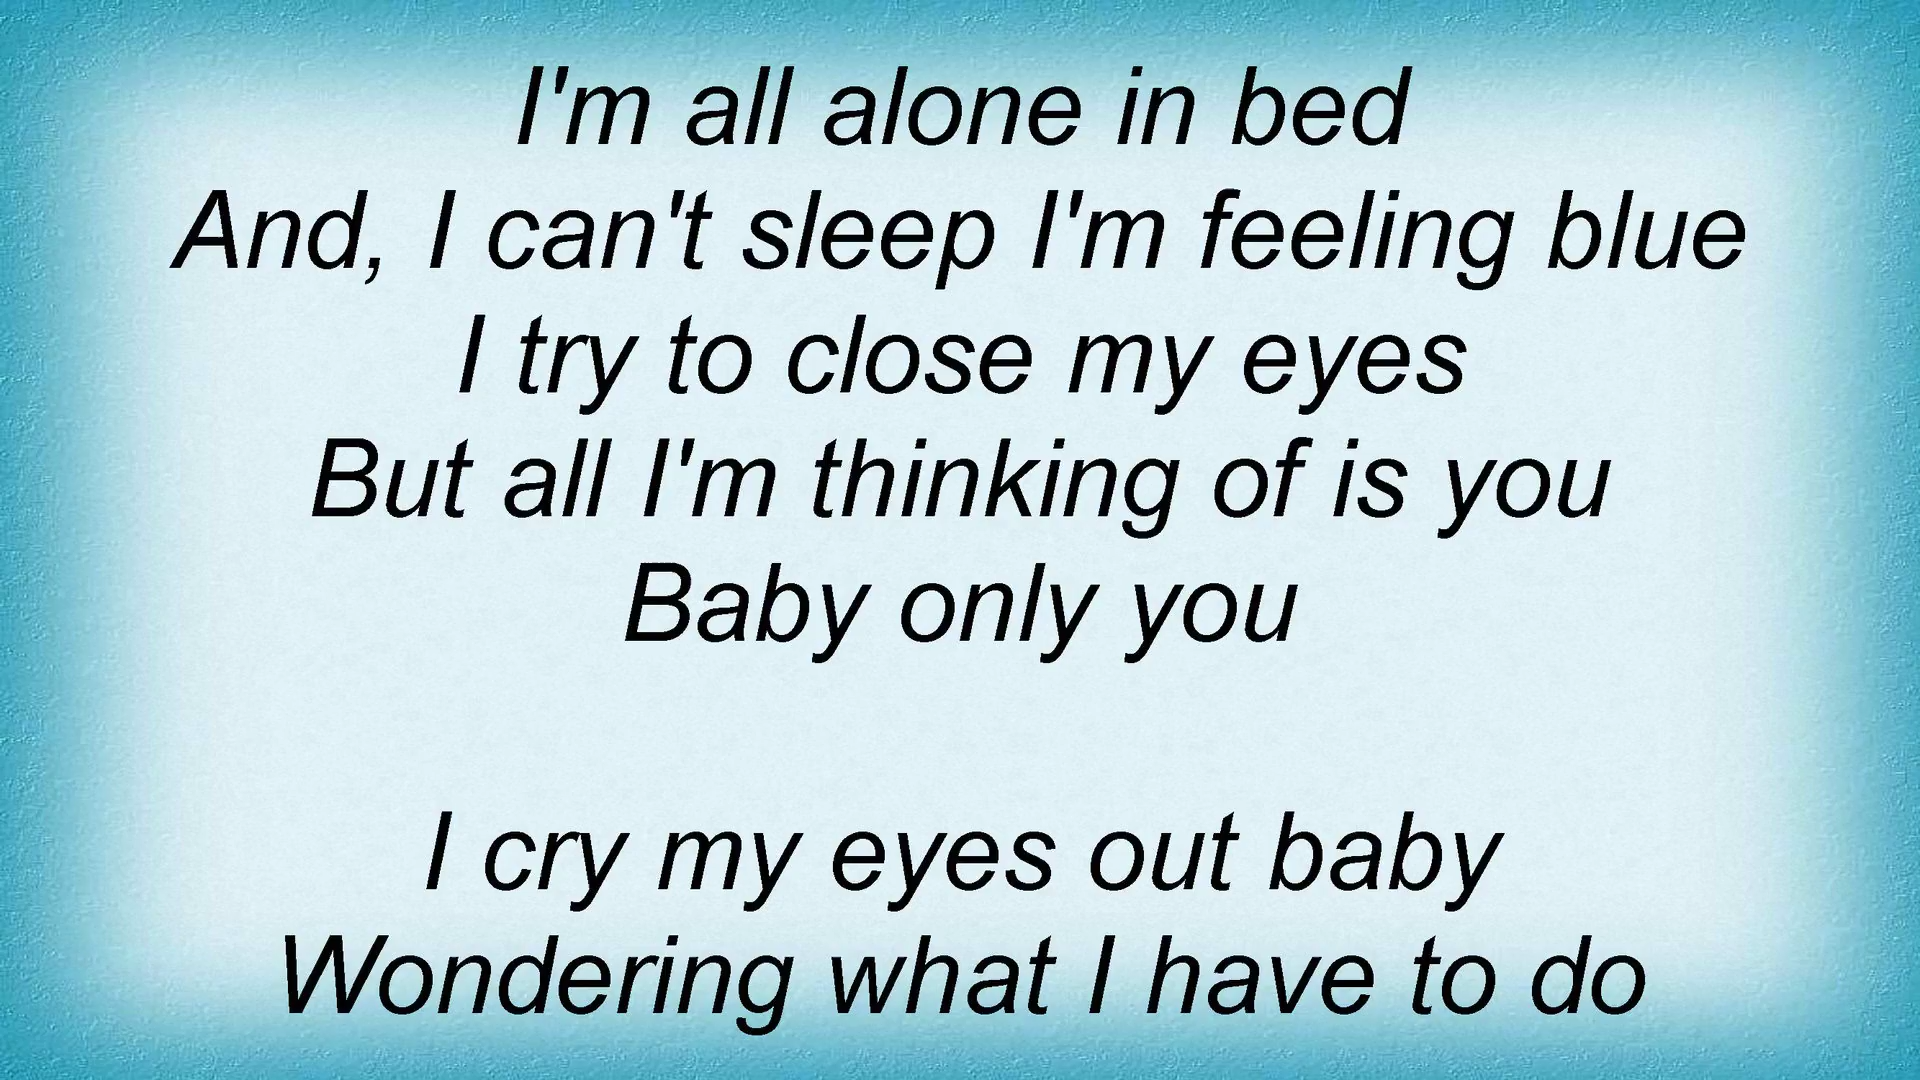 I'm all alone in bed
And, I can't sleep I'm feeling blue
I try to close my eyes
But all I'm thinking of is you
Baby only you
I cry my eyes out baby
Wondering what I have to do